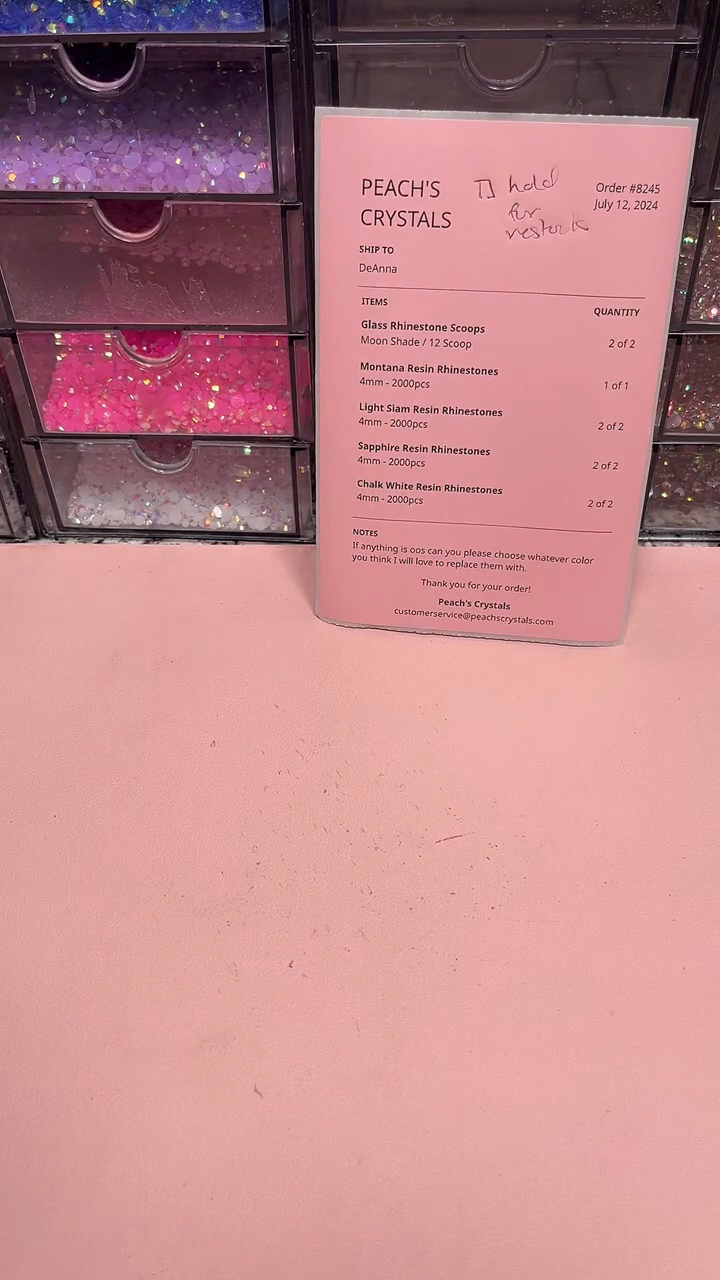 PEACH'S
CRYSTALS
hold
for
restock
Order #8245
July 12, 2024
SHIP TO
DeAnna
ITEMS
QUANTITY
Glass Rhinestone Scoops
Moon Shade / 12 Scoop
2 of 2
Montana Resin Rhinestones
4mm - 2000pcs
1 of 1
Light Siam Resin Rhinestones
4mm - 2000pcs
2 of 2
Sapphire Resin Rhinestones
4mm - 2000pcs
2 of 2
Chalk White Resin Rhinestones
4mm - 2000pcs
2 of 2
NOTES
If anything is oos can you please choose whatever color
you think I will love to replace them with.
Thank you for your order!
Peach's Crystals
customerservice@peachscrystals.com